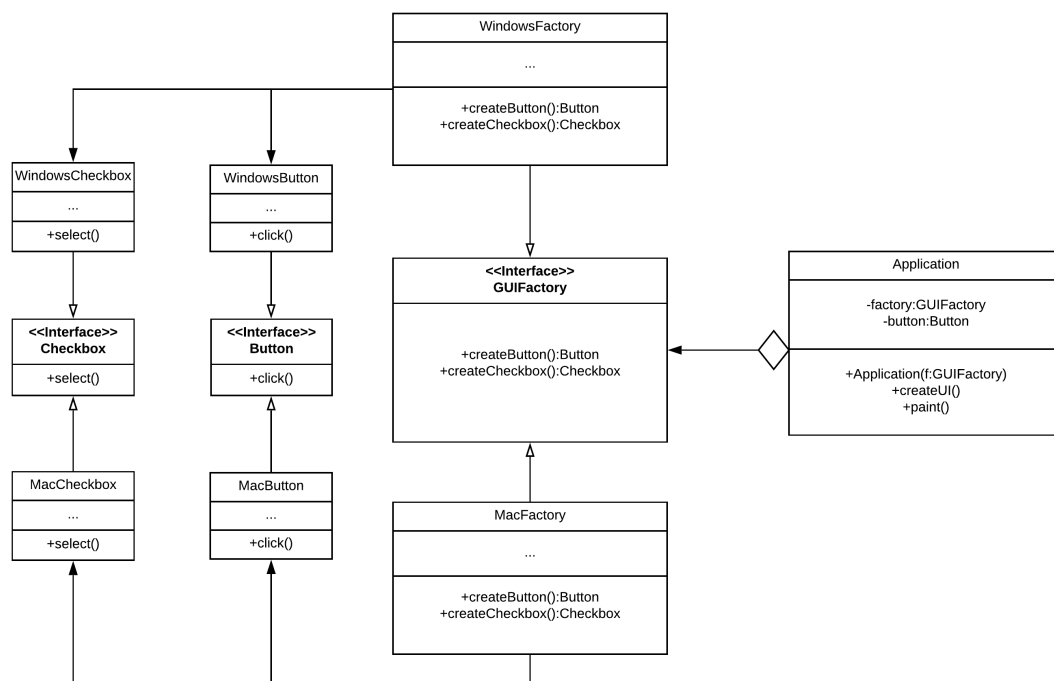 WindowsFactory
...
+createButton():Button
+createCheckbox():Checkbox
WindowsCheckbox
...
+select()
WindowsButton
...
+click()
<<Interface>>
GUIFactory
+createButton():Button
+createCheckbox():Checkbox
Application
-factory:GUIFactory
-button:Button
+Application(f:GUIFactory)
+createUI()
+paint()
<<Interface>>
Checkbox
+select()
<<Interface>>
Button
+click()
MacCheckbox
...
+select()
MacButton
...
+click()
MacFactory
...
+createButton():Button
+createCheckbox():Checkbox